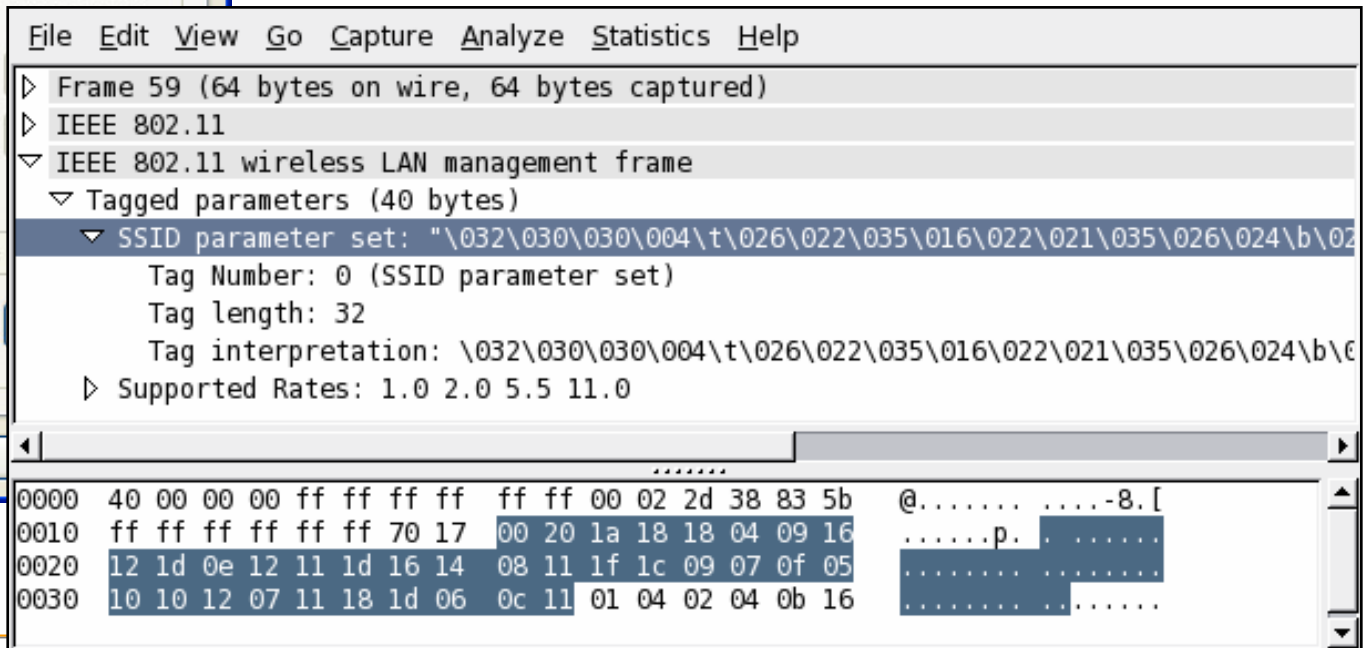 File Edit View Go Capture Analyze Statistics Help
Frame 59 (64 bytes on wire, 64 bytes captured)
IEEE 802.11
IEEE 802.11 wireless LAN management frame
Tagged parameters (40 bytes)
SSID parameter set: "\032\030\030\004\t\026\022\035\016\022\021\035\026\024\b\02
Tag Number: 0 (SSID parameter set)
Tag length: 32
Tag interpretation: \032\030\030\004\t\026\022\035\016\022\021\035\026\024\b\0
Supported Rates: 1.0 2.0 5.5 11.0
0000 40 00 00 00 ff ff ff ff ff ff 00 02 2d 38 83 5b @....... ....-8.[
0010 ff ff ff ff ff ff 70 17 00 20 1a 18 18 04 09 16 ......p. . ......
0020 12 1d 0e 12 11 1d 16 14 08 11 1f 1c 09 07 0f 05 ........ ........
0030 10 10 12 07 11 18 1d 06 0c 11 01 04 02 04 0b 16 ........ ........